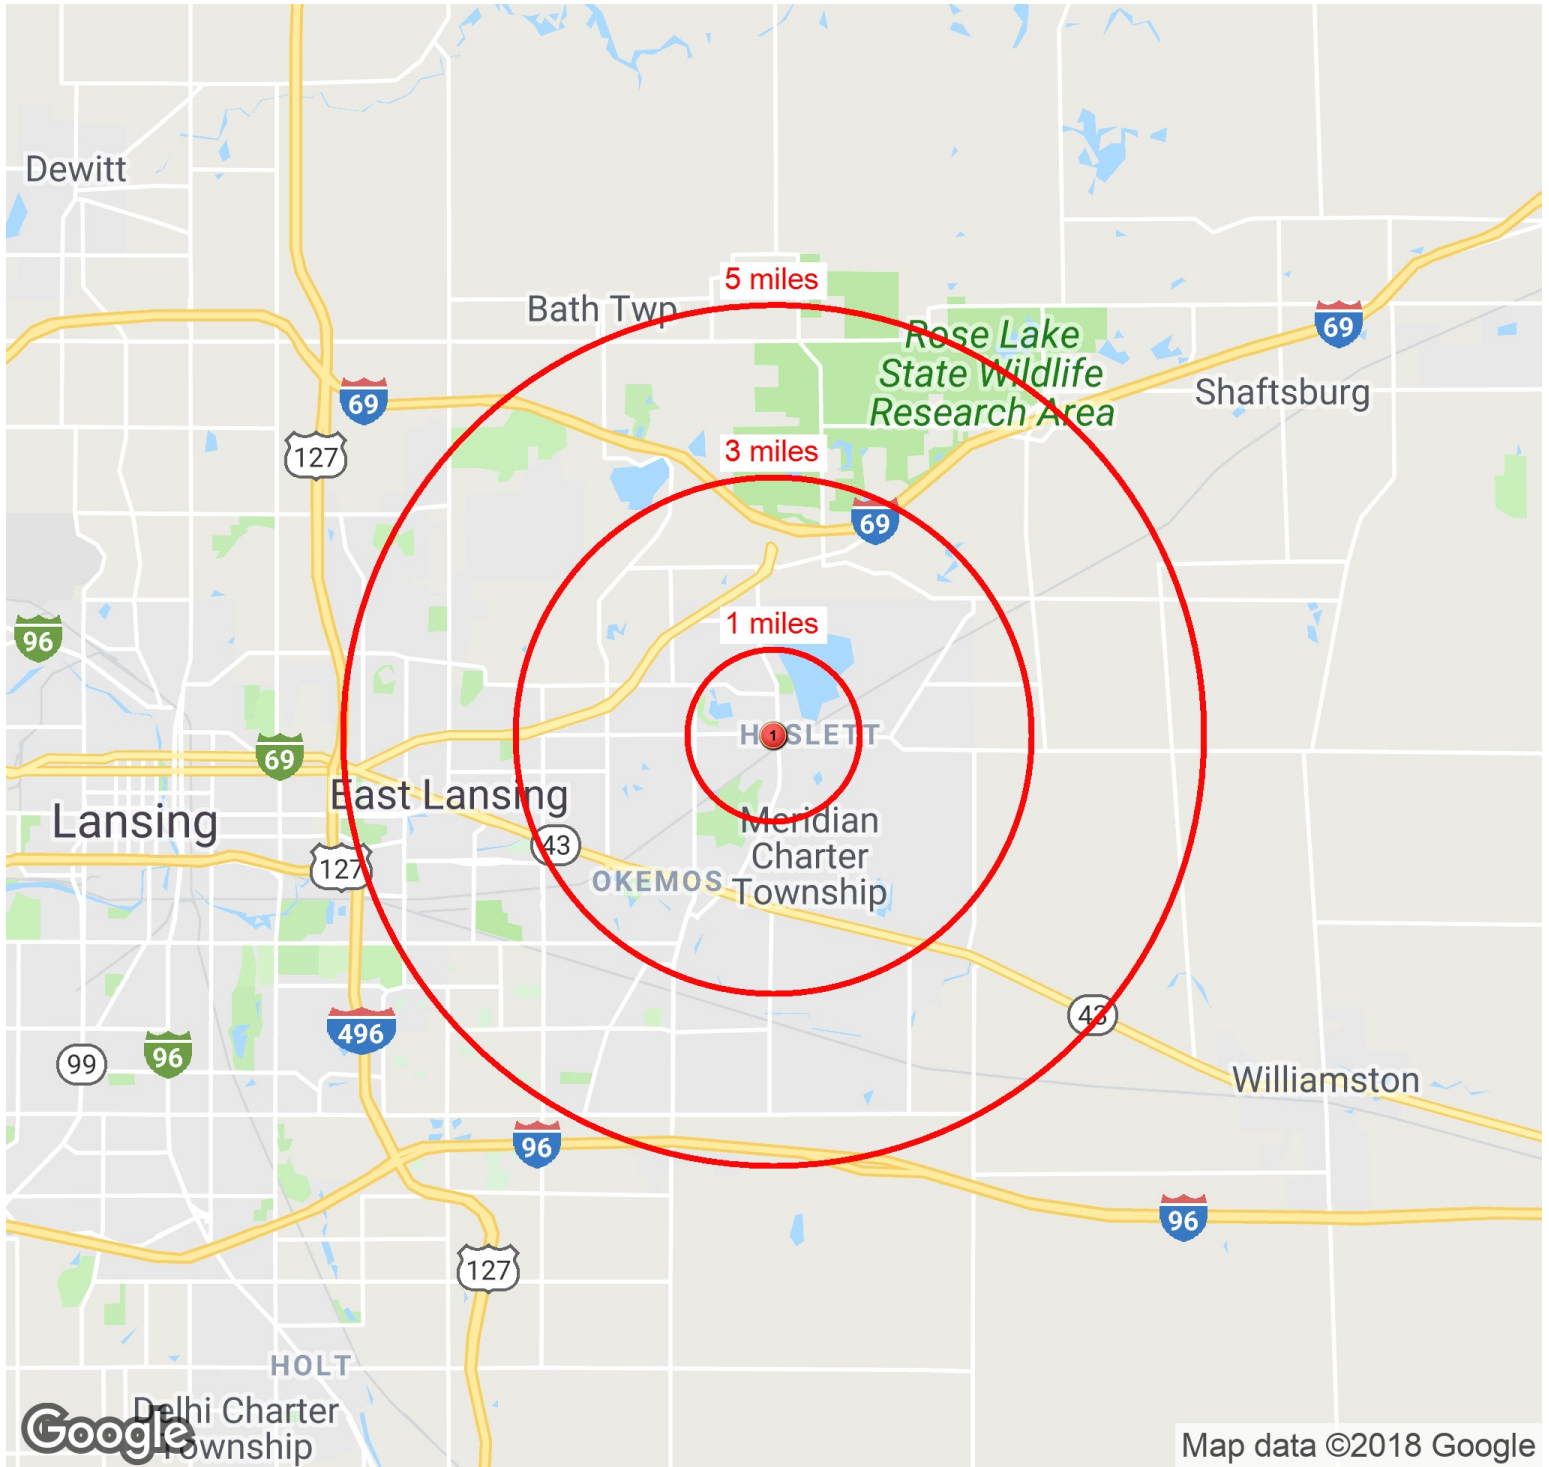 Dewitt
5 miles
Bath Twp
Rose Lake
State Wildlife
Research Area
69
69
Shaftsburg
127
3 miles
69
1 miles
96
HASLETT
1
69
East Lansing
Lansing
Meridian
Charter
Township
43
127
OKEMOS
43
496
99
96
Williamston
96
96
127
HOLT
Delhi Charter
Township
Google
Map data ©2018 Google